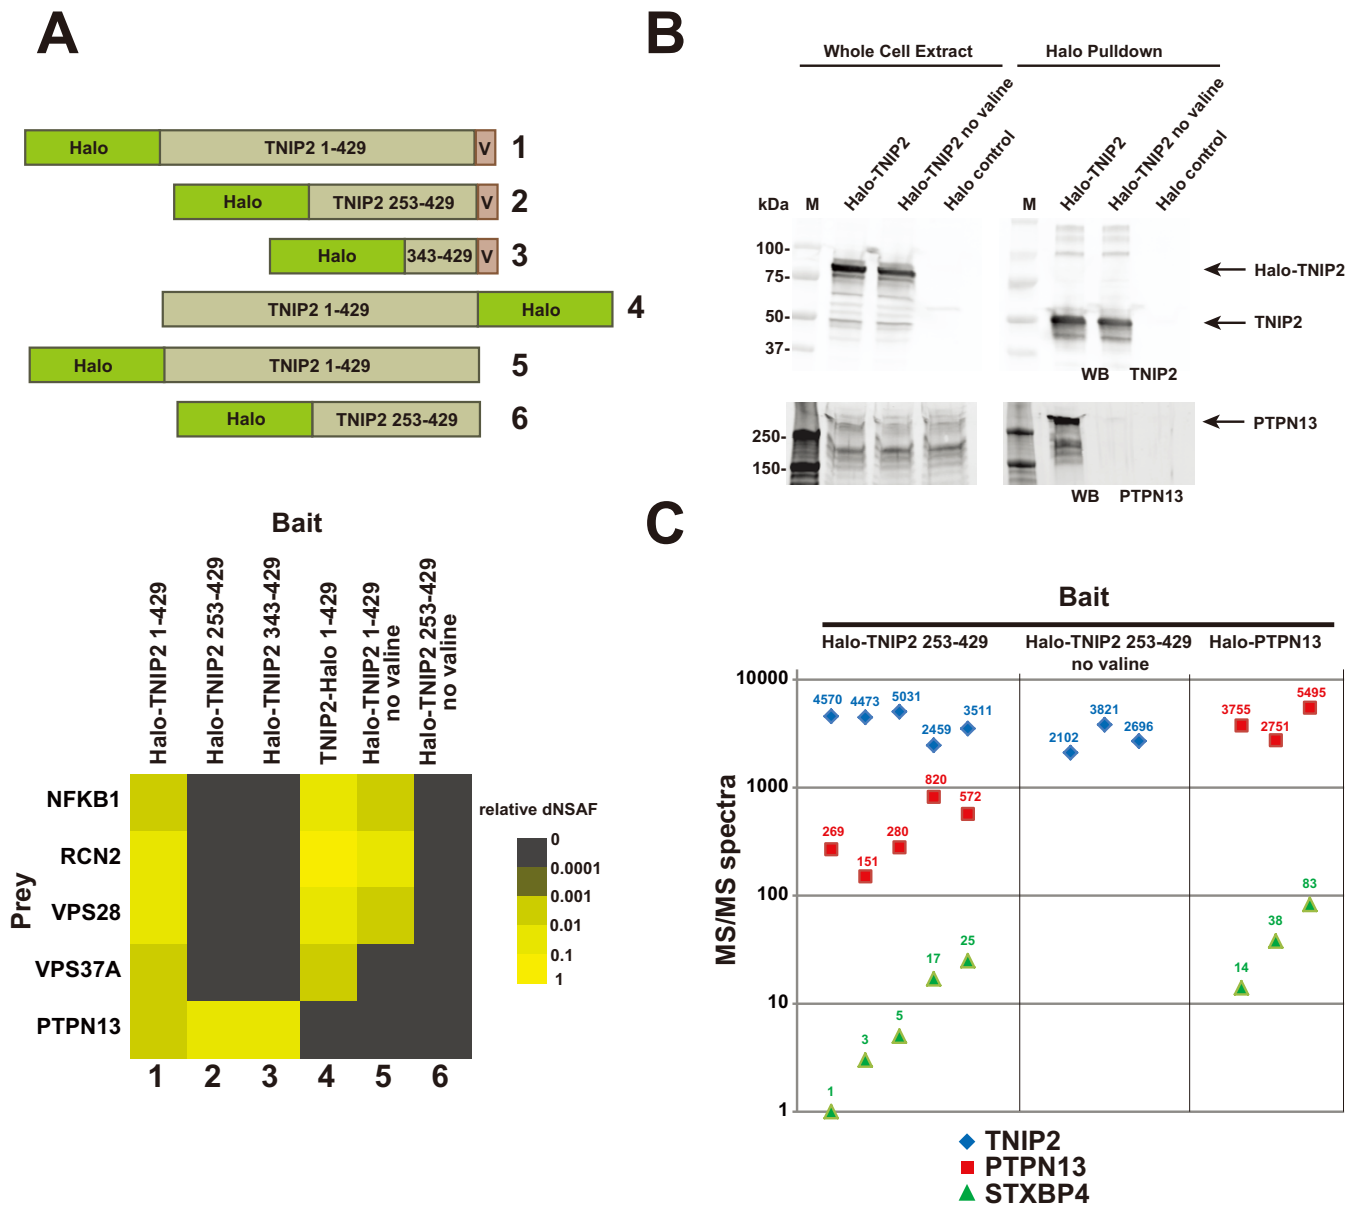 A
Halo TNIP2 1-429 V 1
Halo TNIP2 253-429 V 2
Halo 343-429 V 3
TNIP2 1-429 Halo 4
Halo TNIP2 1-429 5
Halo TNIP2 253-429 6
Bait
Halo-TNIP2 1-429
Halo-TNIP2 253-429
Halo-TNIP2 343-429
TNIP2-Halo 1-429
Halo-TNIP2 1-429
no valine
Halo-TNIP2 253-429
no valine
Prey
NFKB1
RCN2
VPS28
VPS37A
PTPN13
1 2 3 4 5 6
relative dNSAF
0
0.0001
0.001
0.01
0.1
1
B
Whole Cell Extract Halo Pulldown
kDa M Halo-TNIP2 Halo-TNIP2 no valine Halo control M Halo-TNIP2 Halo-TNIP2 no valine Halo control
100-
75-
50-
37-
Halo-TNIP2
TNIP2
WB TNIP2
250-
150-
PTPN13
WB PTPN13
C
Bait
Halo-TNIP2 253-429
Halo-TNIP2 253-429
no valine
Halo-PTPN13
MS/MS spectra
10000
1000
100
10
1
4570 4473 5031 2459 3511
269 151 280 820 572
1 3 5 17 25
2102 3821 2696
3755 2751 5495
14 38 83
TNIP2
PTPN13
STXBP4